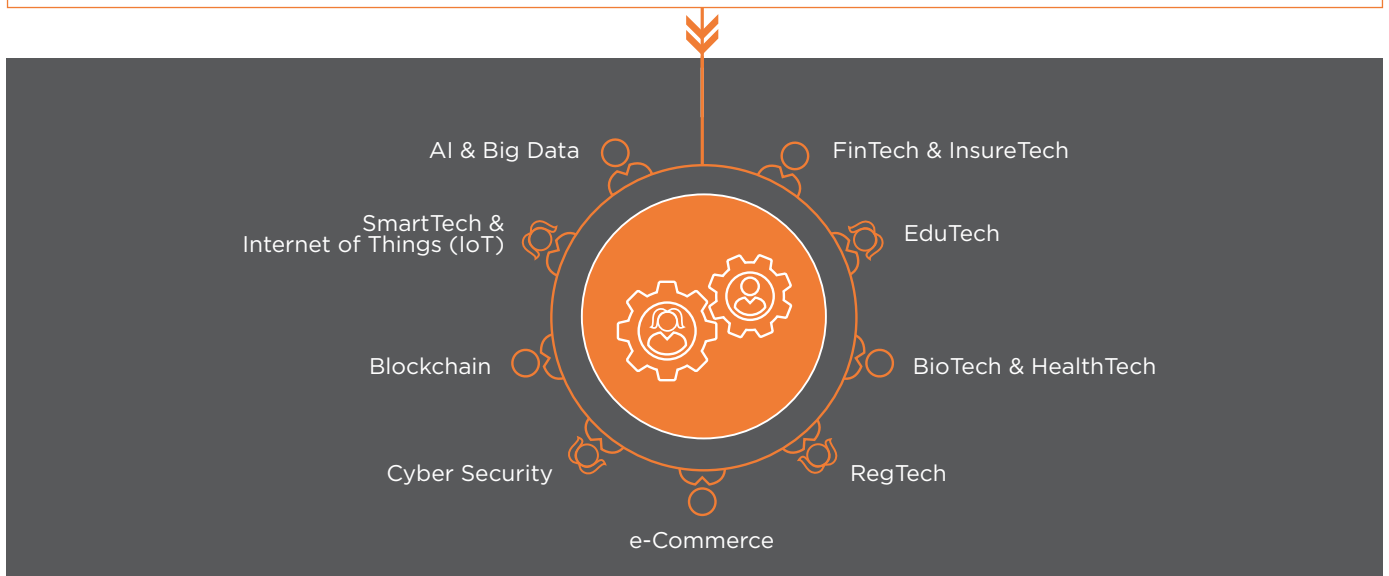 AI & Big Data
FinTech & InsureTech
SmartTech &
Internet of Things (IoT)
EduTech
Blockchain
BioTech & HealthTech
Cyber Security
RegTech
e-Commerce